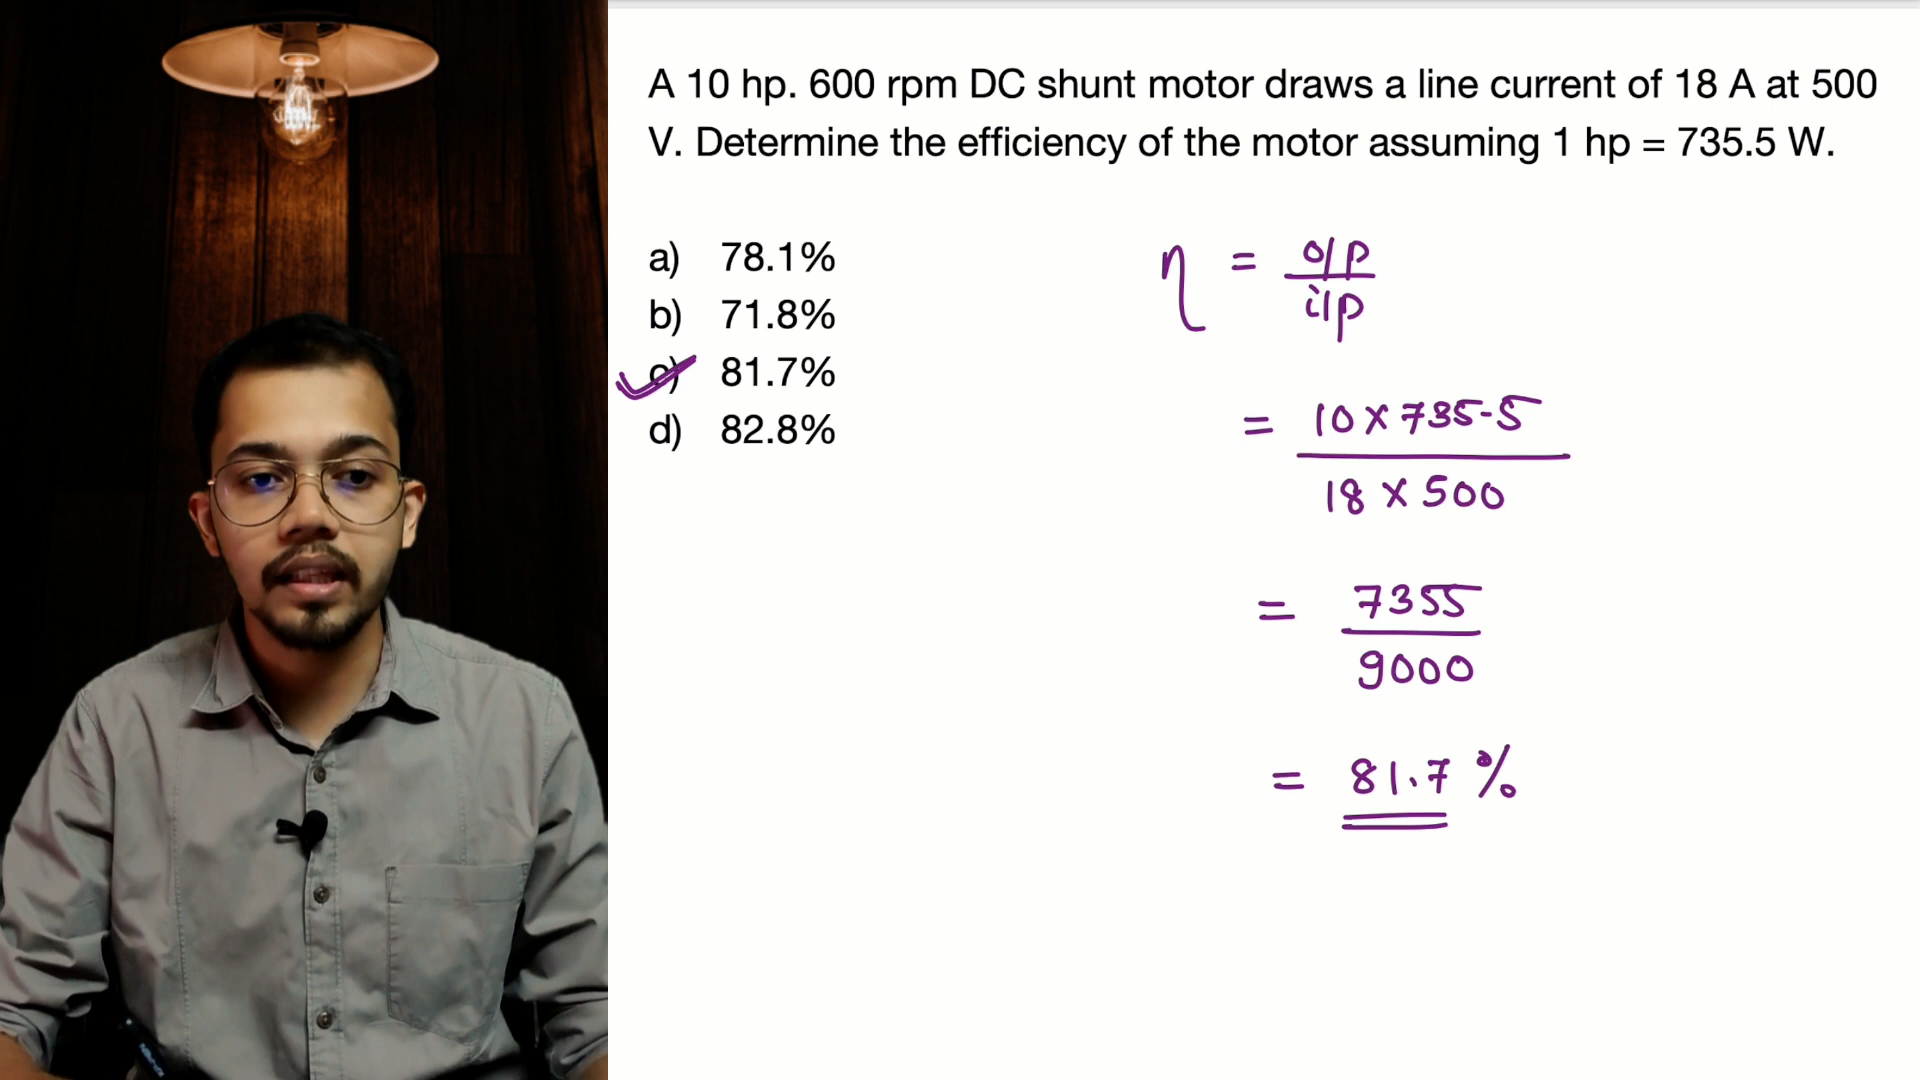 A 10 hp. 600 rpm DC shunt motor draws a line current of 18 A at 500
V. Determine the efficiency of the motor assuming 1 hp = 735.5 W.
a) 78.1%
b) 71.8%
c) 81.7%
d) 82.8%
η = o/p
i/p
= 10 x 735-5
18 x 500
= 7355
9000
= 81.7 %